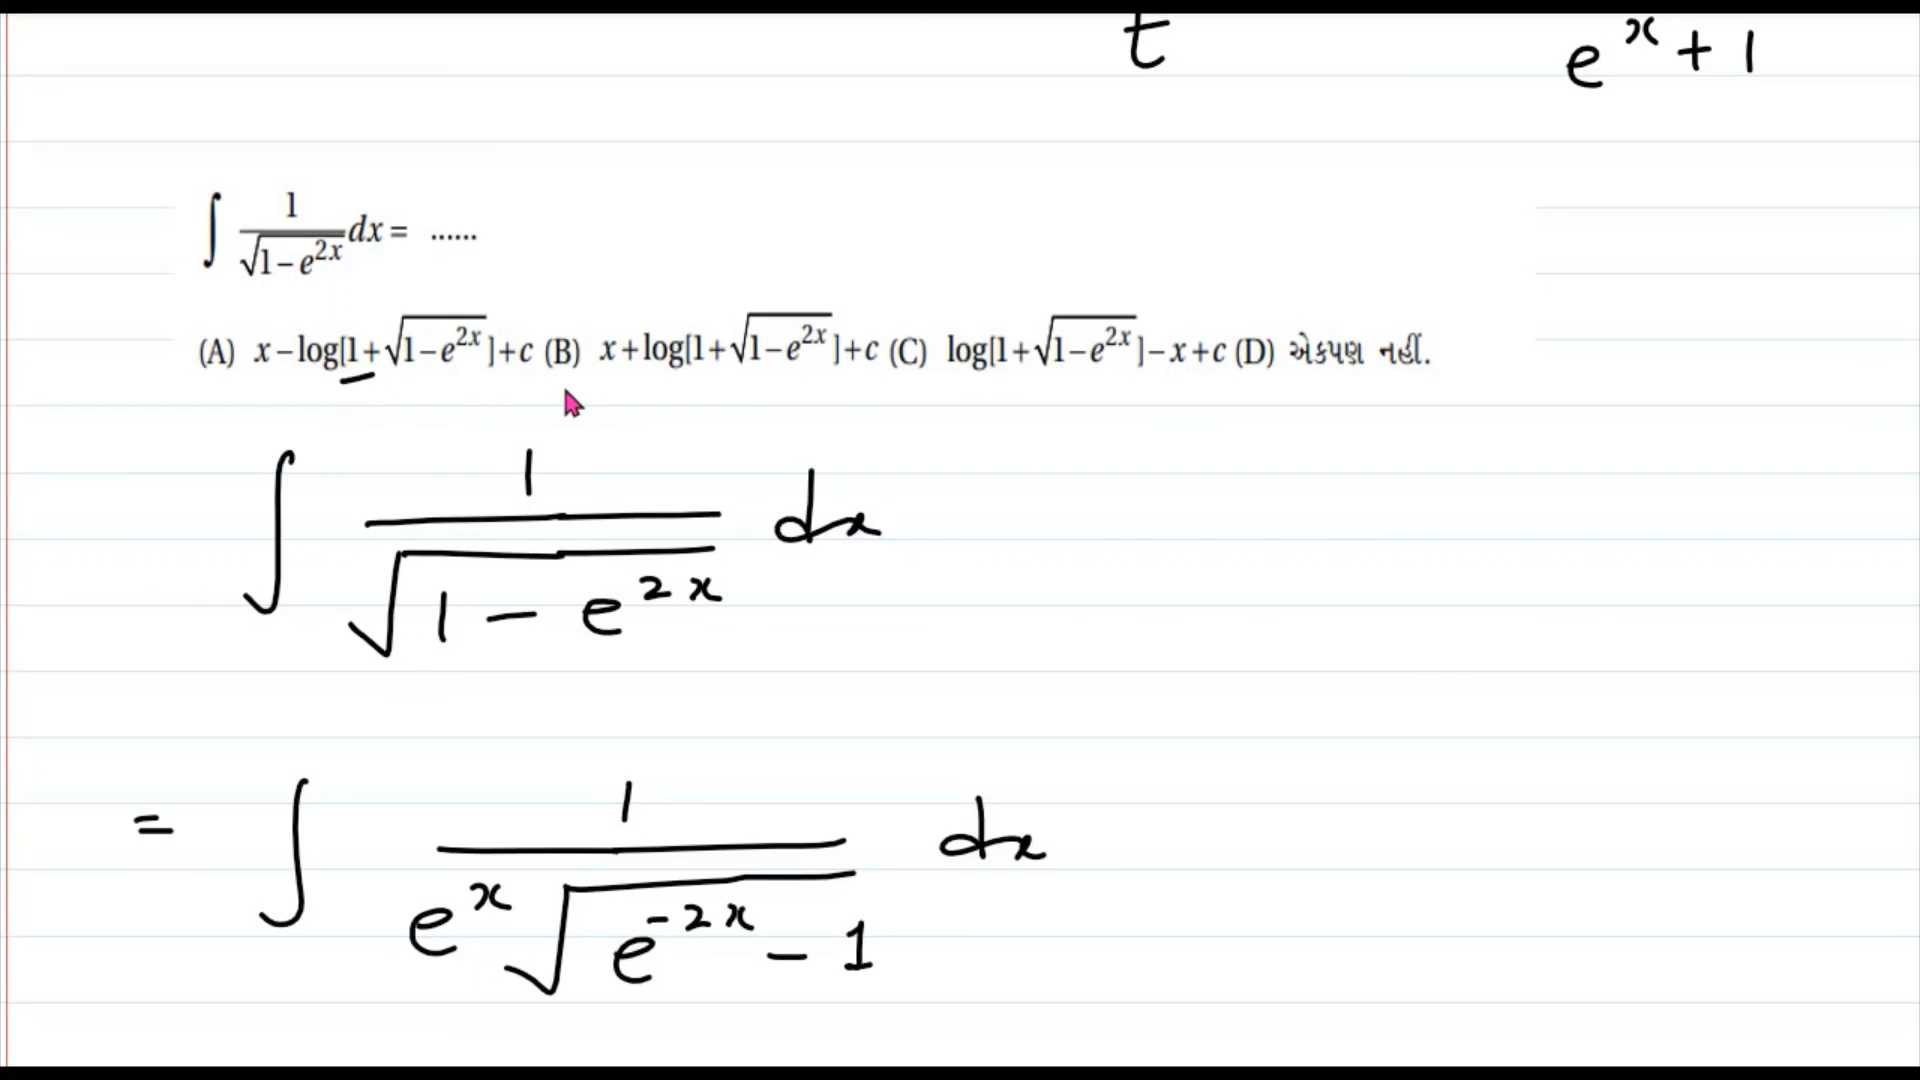 t e^x + 1
∫ 1/√(1−e^{2x}) dx = ......
(A) x−log[1+√(1−e^{2x})]+c (B) x+log[1+√(1−e^{2x})]+c (C) log[1+√(1−e^{2x})]−x+c (D) એકપણ નહીં.
∫ 1/√(1 − e^{2x}) dx
= ∫ 1/(e^x √(e^{−2x} − 1)) dx